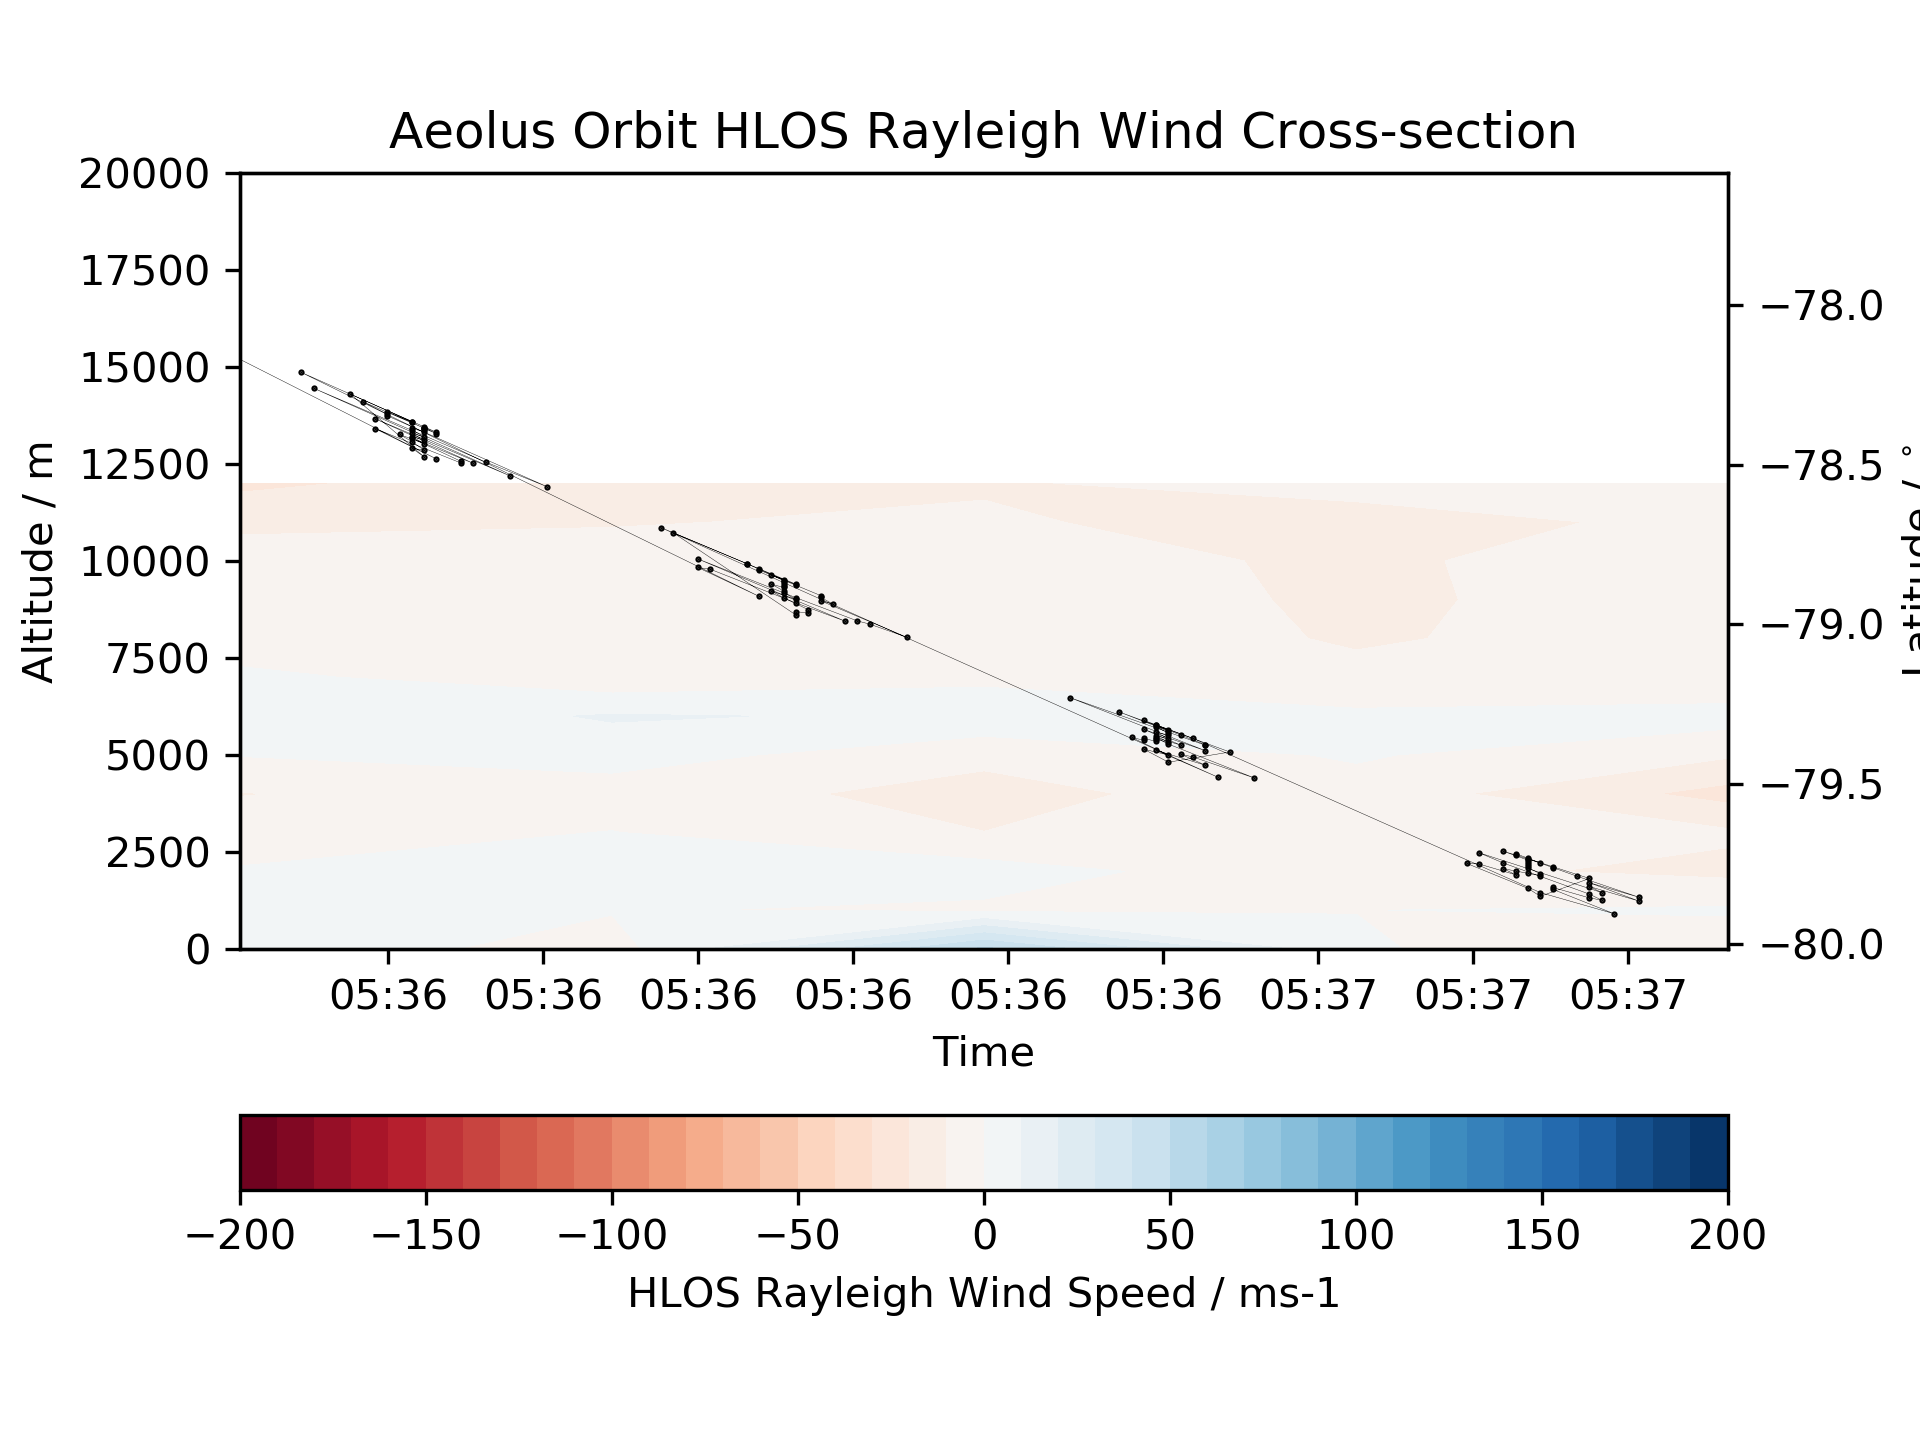 Aeolus Orbit HLOS Rayleigh Wind Cross-section
20000
17500
15000
12500
10000
7500
5000
2500
0
Altitude / m
−78.0
−78.5
−79.0
−79.5
−80.0
Latitude / °
05:36 05:36 05:36 05:36 05:36 05:36 05:37 05:37 05:37
Time
−200 −150 −100 −50 0 50 100 150 200
HLOS Rayleigh Wind Speed / ms-1